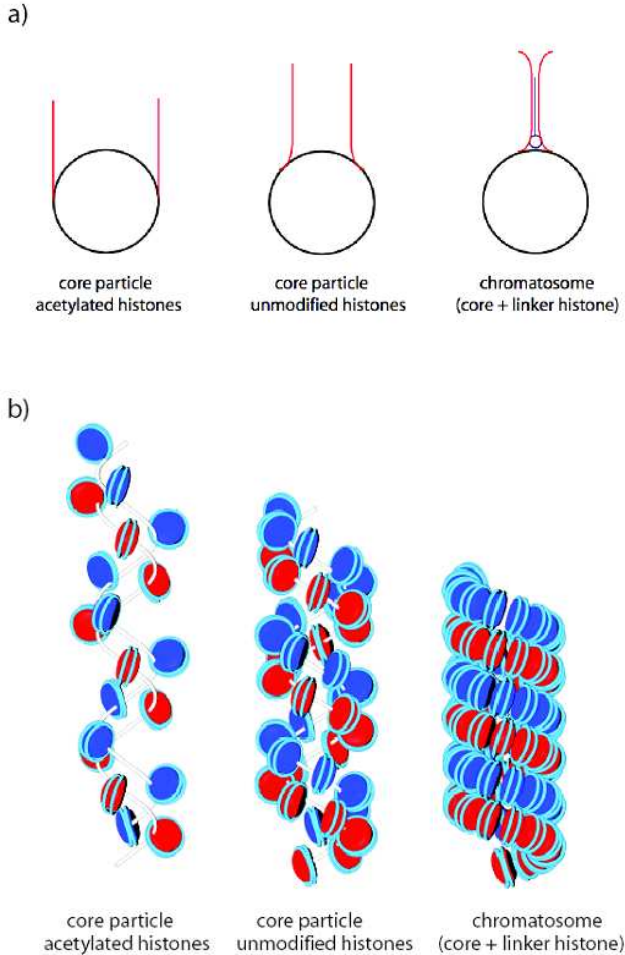 a)
core particle
acetylated histones
core particle
unmodified histones
chromatosome
(core + linker histone)
b)
core particle
acetylated histones
core particle
unmodified histones
chromatosome
(core + linker histone)